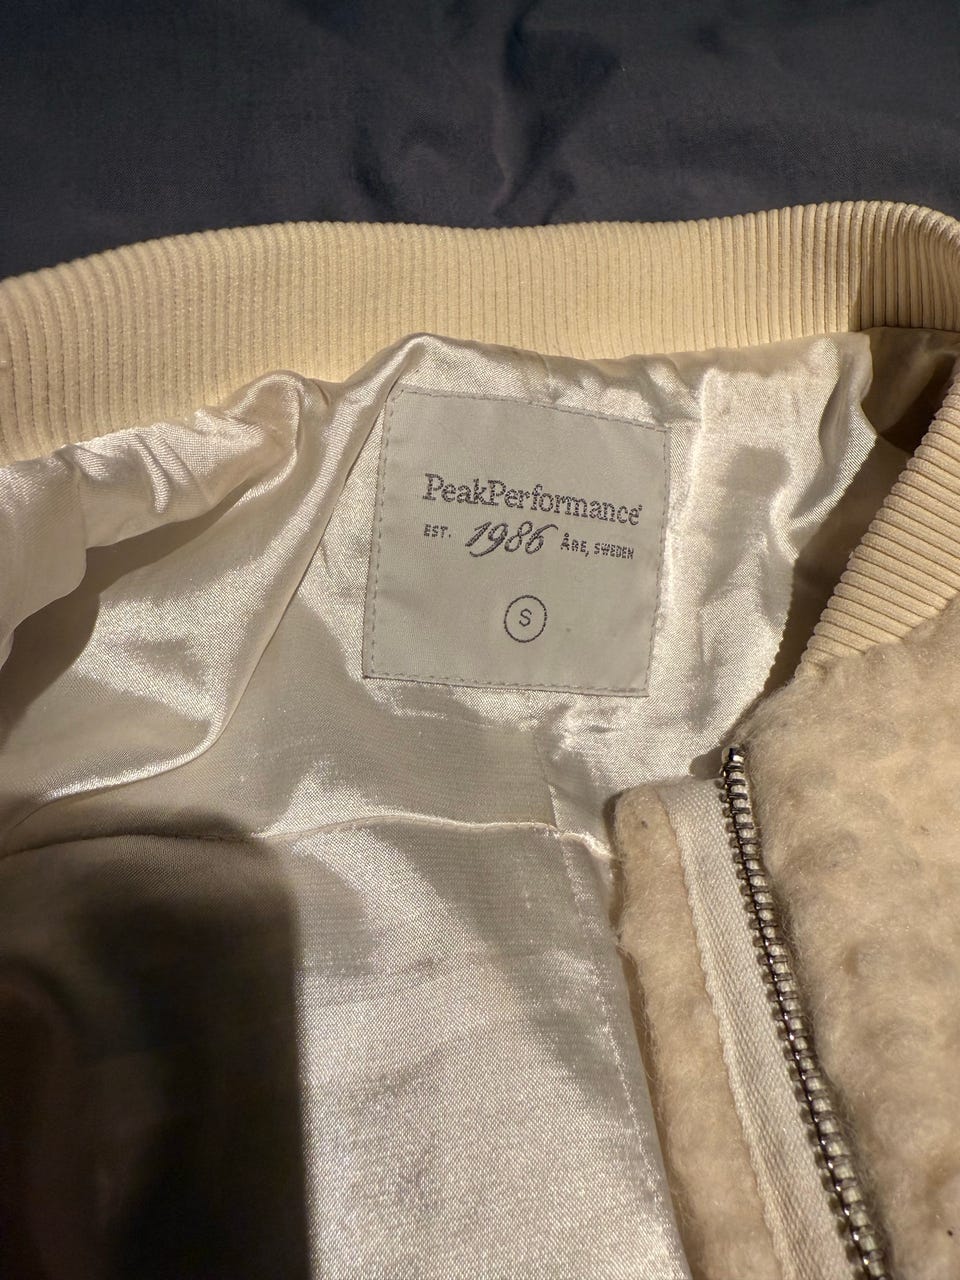 PeakPerformance
EST. 1986 ÅRE, SWEDEN
S